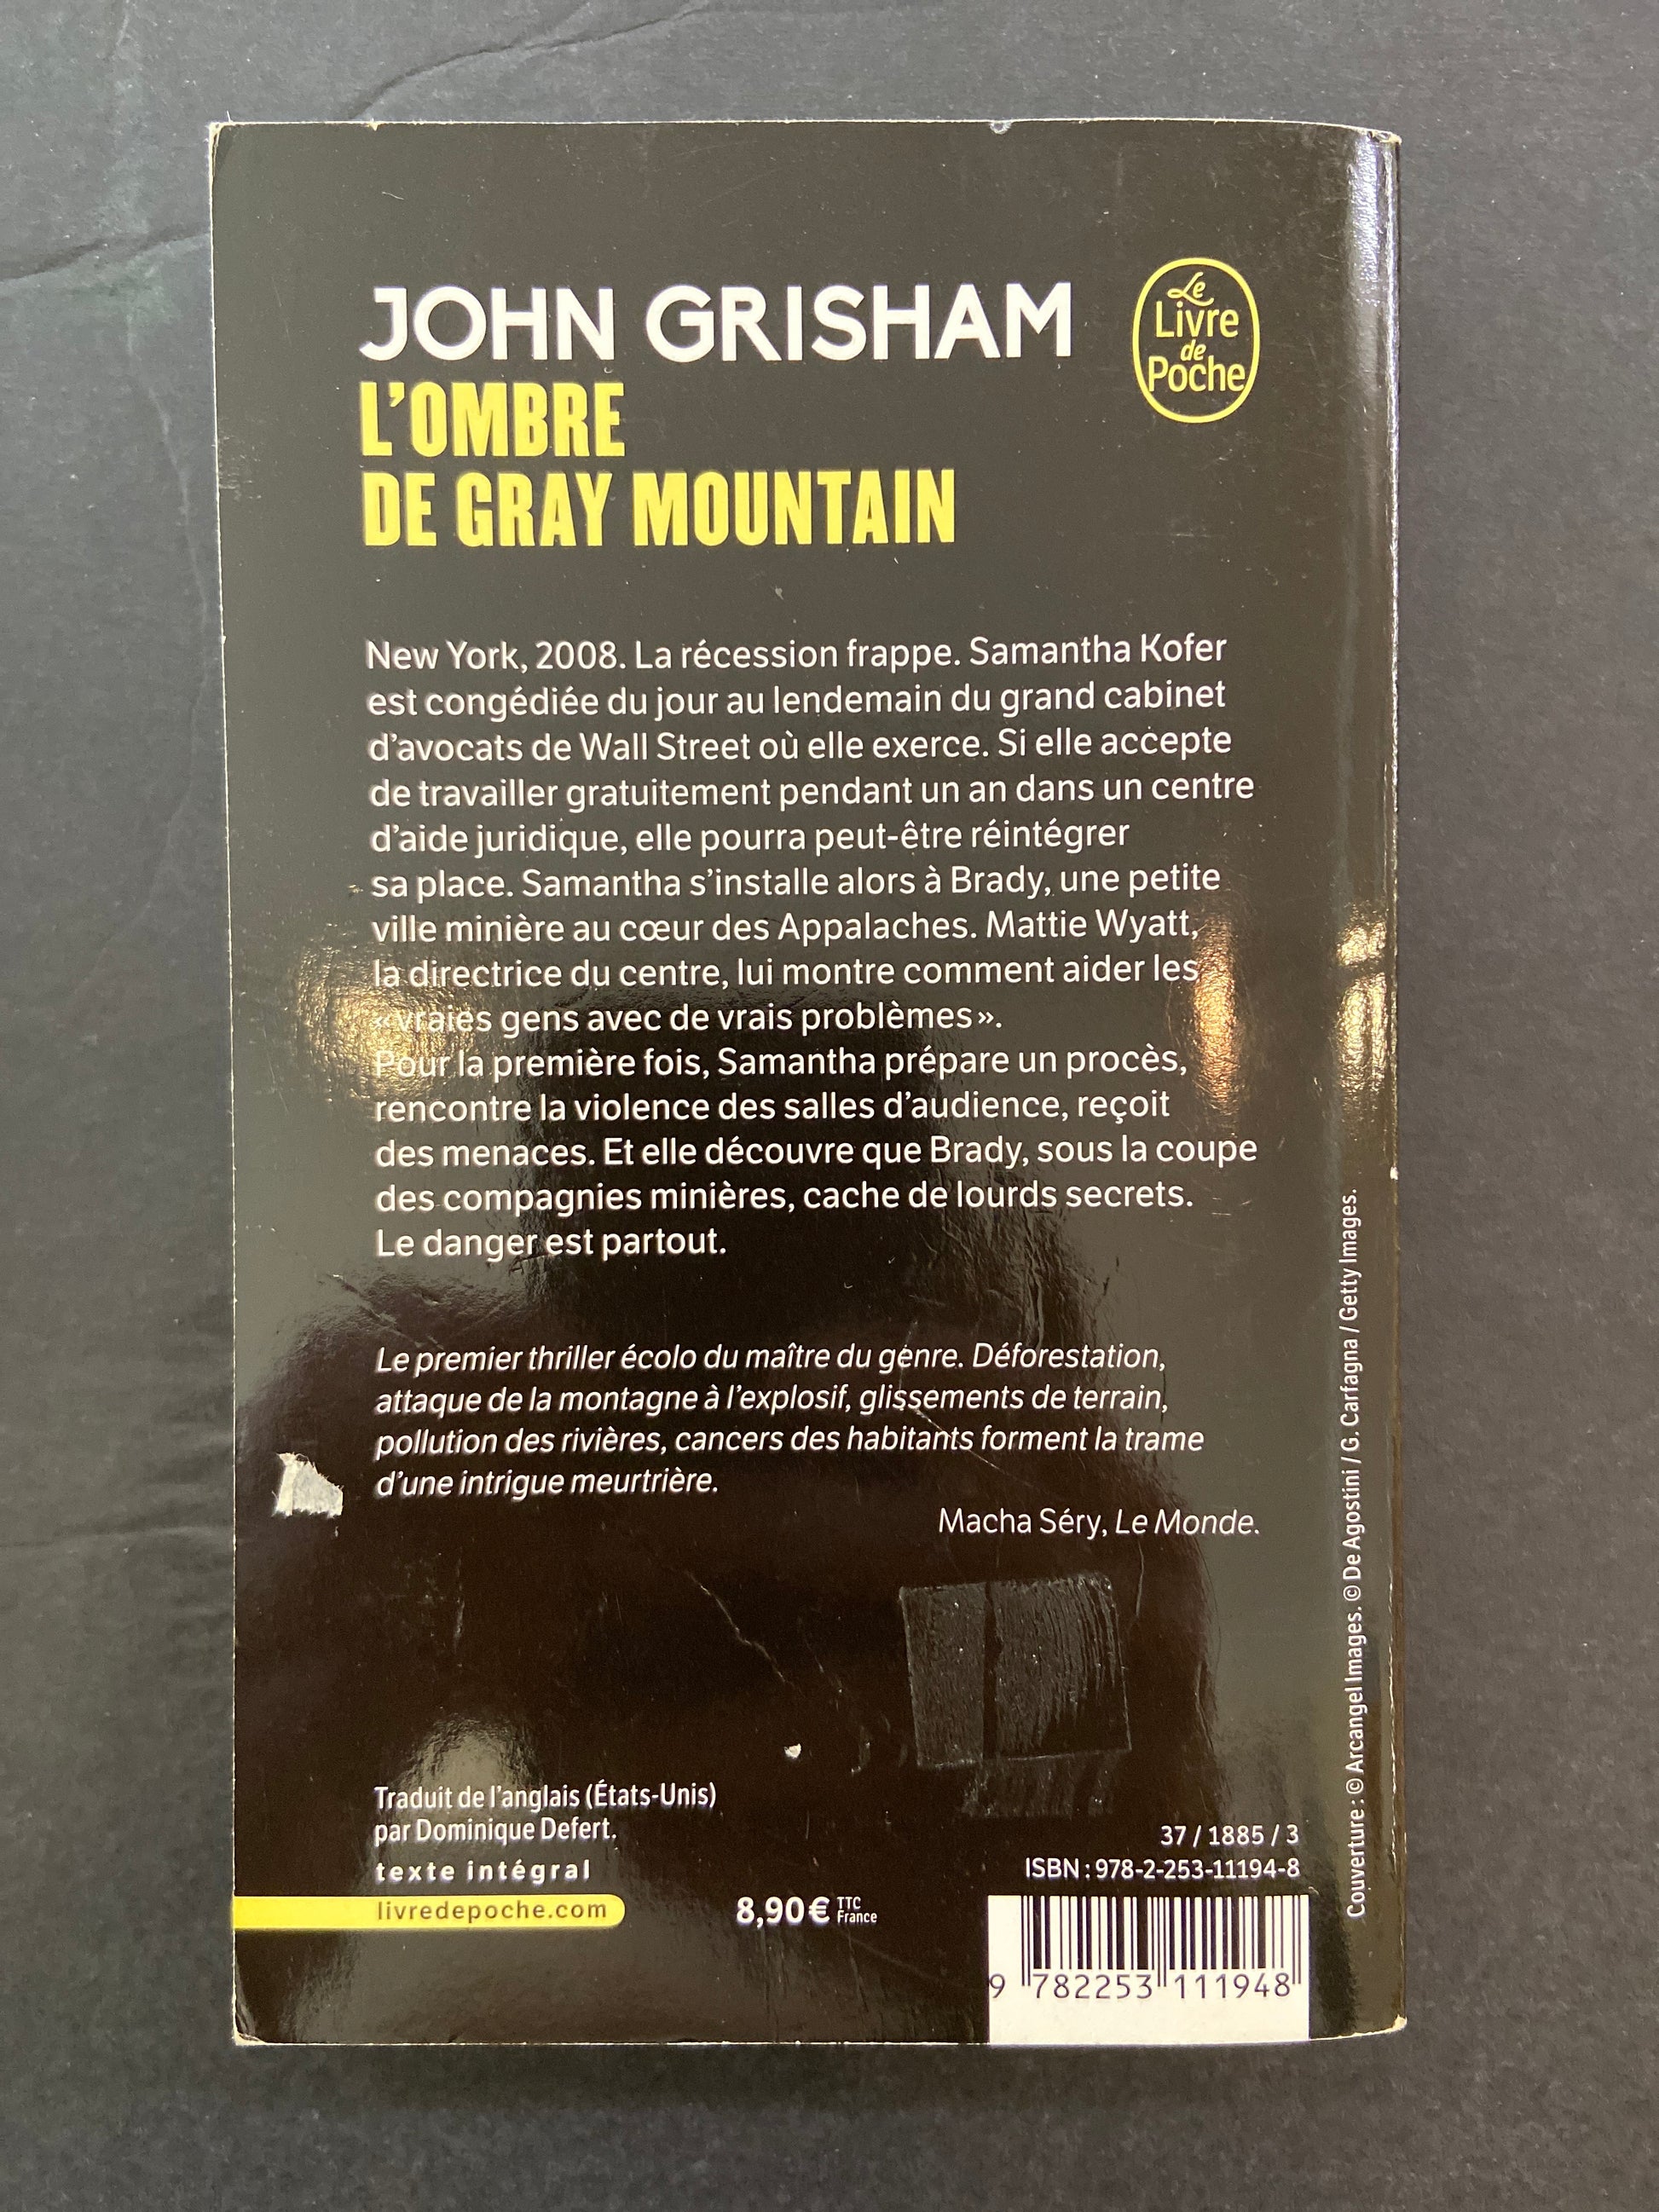 JOHN GRISHAM
L'OMBRE
DE GRAY MOUNTAIN
Le
Livre
de
Poche
New York, 2008. La récession frappe. Samantha Kofer
est congédiée du jour au lendemain du grand cabinet
d'avocats de Wall Street où elle exerce. Si elle accepte
de travailler gratuitement pendant un an dans un centre
d'aide juridique, elle pourra peut-être réintégrer
sa place. Samantha s'installe alors à Brady, une petite
ville minière au cœur des Appalaches. Mattie Wyatt,
la directrice du centre, lui montre comment aider les
« vraies gens avec de vrais problèmes ».
Pour la première fois, Samantha prépare un procès,
rencontre la violence des salles d'audience, reçoit
des menaces. Et elle découvre que Brady, sous la coupe
des compagnies minières, cache de lourds secrets.
Le danger est partout.
Le premier thriller écolo du maître du genre. Déforestation,
attaque de la montagne à l'explosif, glissements de terrain,
pollution des rivières, cancers des habitants forment la trame
d'une intrigue meurtrière.
Macha Séry, Le Monde.
Traduit de l'anglais (États-Unis)
par Dominique Defert.
texte intégral
livredepoche.com
8,90 € TTC
France
37 / 1885 / 3
ISBN : 978-2-253-11194-8
9 782253 111948
Couverture : © Arcangel Images. © De Agostini / G. Carfagna / Getty Images.